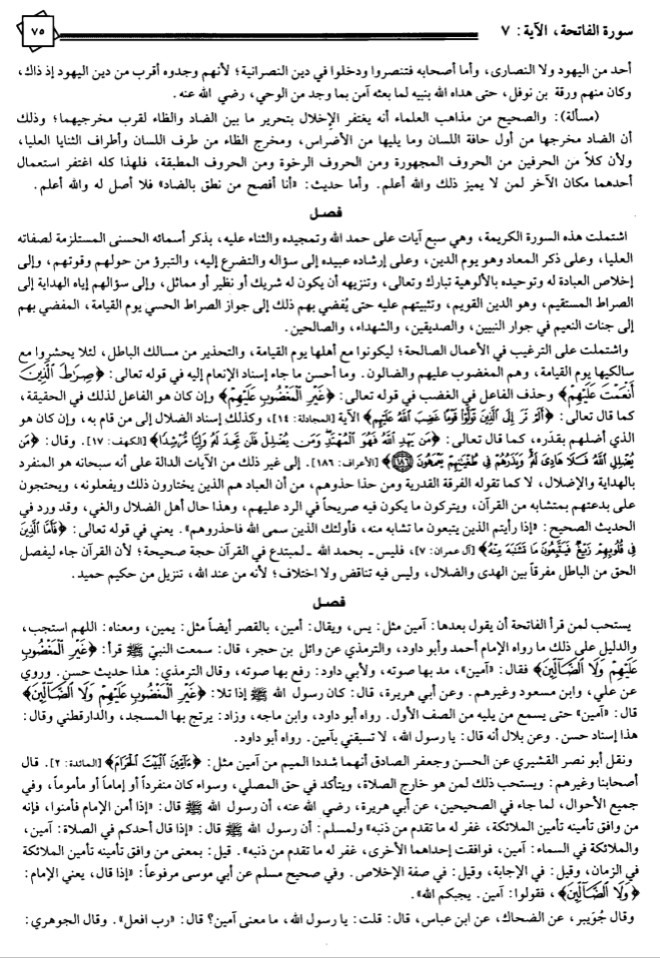 سورة الفاتحة، الآية: ٧
٧٥
أحد من اليهود ولا النصارى، وأما أصحابه فتنصروا ودخلوا في دين النصرانية؛ لأنهم وجدوه أقرب من دين اليهود إذ ذاك،
وكان منهم ورقة بن نوفل، حتى هداه الله بنبيه لما بعثه آمن بما وجد من الوحي، رضي الله عنه.
(مسألة): والصحيح من مذاهب العلماء أنه يغتفر الإخلال بتحرير ما بين الضاد والظاء لقرب مخرجيهما؛ وذلك
أن الضاد مخرجها من أول حافة اللسان وما يليها من الأضراس، ومخرج الظاء من طرف اللسان وأطراف الثنايا العليا،
ولأن كلاً من الحرفين من الحروف المجهورة ومن الحروف الرخوة ومن الحروف المطبقة، فلهذا كله اغتفر استعمال
أحدهما مكان الآخر لمن لا يميز ذلك والله أعلم. وأما حديث: «أنا أفصح من نطق بالضاد» فلا أصل له والله أعلم.
فصل
اشتملت هذه السورة الكريمة، وهي سبع آيات على حمد الله وتمجيده والثناء عليه، بذكر أسمائه الحسنى المستلزمة لصفاته
العليا، وعلى ذكر المعاد وهو يوم الدين، وعلى إرشاده عبيده إلى سؤاله والتضرع إليه، والتبرؤ من حولهم وقوتهم، وإلى
إخلاص العبادة له وتوحيده بالألوهية تبارك وتعالى، وتنزيهه أن يكون له شريك أو نظير أو مماثل، وإلى سؤالهم إياه الهداية إلى
الصراط المستقيم، وهو الدين القويم، وتثبيتهم عليه حتى يُفضي بهم ذلك إلى جواز الصراط الحسي يوم القيامة، المفضي بهم
إلى جنات النعيم في جوار النبيين، والصديقين، والشهداء، والصالحين.
واشتملت على الترغيب في الأعمال الصالحة؛ ليكونوا مع أهلها يوم القيامة، والتحذير من مسالك الباطل، لئلا يحشروا مع
سالكيها يوم القيامة، وهم المغضوب عليهم والضالون. وما أحسن ما جاء إسناد الإنعام إليه في قوله تعالى: ﴿صِرَٰطَ ٱلَّذِينَ
أَنْعَمْتَ عَلَيْهِمْ﴾ وحذف الفاعل في الغضب في قوله تعالى: ﴿غَيْرِ ٱلْمَغْضُوبِ عَلَيْهِمْ﴾ وإن كان هو الفاعل لذلك في الحقيقة،
كما قال تعالى: ﴿أَلَمْ تَرَ إِلَى ٱلَّذِينَ تَوَلَّوْا۟ قَوْمًا غَضِبَ ٱللَّهُ عَلَيْهِم﴾ الآية [المجادلة: ١٤]، وكذلك إسناد الضلال إلى من قام به، وإن كان هو
الذي أضلهم بقدَره، كما قال تعالى: ﴿مَن يَهْدِ ٱللَّهُ فَهُوَ ٱلْمُهْتَدِ وَمَن يُضْلِلْ فَلَن تَجِدَ لَهُۥ وَلِيًّا مُّرْشِدًا﴾ [الكهف: ١٧]. وقال: ﴿مَن
يُضْلِلِ ٱللَّهُ فَلَا هَادِىَ لَهُۥ وَيَذَرُهُمْ فِى طُغْيَٰنِهِمْ يَعْمَهُونَ ١٨٦﴾ [الأعراف: ١٨٦]. إلى غير ذلك من الآيات الدالة على أنه سبحانه هو المنفرد
بالهداية والإضلال، لا كما تقوله الفرقة القدرية ومن حذا حذوهم، من أن العباد هم الذين يختارون ذلك ويفعلونه، ويحتجون
على بدعتهم بمتشابه من القرآن، ويتركون ما يكون فيه صريحاً في الرد عليهم، وهذا حال أهل الضلال والغي، وقد ورد في
الحديث الصحيح: «إذا رأيتم الذين يتبعون ما تشابه منه، فأولئك الذين سمى الله فاحذروهم». يعني في قوله تعالى: ﴿فَأَمَّا ٱلَّذِينَ
فِى قُلُوبِهِمْ زَيْغٌ فَيَتَّبِعُونَ مَا تَشَٰبَهَ مِنْهُ﴾ [آل عمران: ٧]، فليس ـ بحمد الله ـ لمبتدع في القرآن حجة صحيحة؛ لأن القرآن جاء ليفصل
الحق من الباطل مفرقاً بين الهدى والضلال، وليس فيه تناقض ولا اختلاف؛ لأنه من عند الله، تنزيل من حكيم حميد.
فصل
يستحب لمن قرأ الفاتحة أن يقول بعدها: آمين مثل: يس، ويقال: أمين، بالقصر أيضاً مثل: يمين، ومعناه: اللهم استجب،
والدليل على ذلك ما رواه الإمام أحمد وأبو داود، والترمذي عن وائل بن حجر، قال: سمعت النبيّ ﷺ قرأ: ﴿غَيْرِ ٱلْمَغْضُوبِ
عَلَيْهِمْ وَلَا ٱلضَّآلِّينَ﴾ فقال: «آمين»، مد بها صوته، ولأبي داود: رفع بها صوته، وقال الترمذي: هذا حديث حسن. وروي
عن علي، وابن مسعود وغيرهم. وعن أبي هريرة، قال: كان رسول الله ﷺ إذا تلا: ﴿غَيْرِ ٱلْمَغْضُوبِ عَلَيْهِمْ وَلَا ٱلضَّآلِّينَ﴾
قال: «آمين» حتى يسمع من يليه من الصف الأول. رواه أبو داود، وابن ماجه، وزاد: يرتج بها المسجد، والدارقطني وقال:
هذا إسناد حسن. وعن بلال أنه قال: يا رسول الله، لا تسبقني بآمين. رواه أبو داود.
ونقل أبو نصر القشيري عن الحسن وجعفر الصادق أنهما شددا الميم من آمين مثل: ﴿ءَآمِّينَ ٱلْبَيْتَ ٱلْحَرَامَ﴾ [المائدة: ٢]. قال
أصحابنا وغيرهم: ويستحب ذلك لمن هو خارج الصلاة، ويتأكد في حق المصلي، وسواء كان منفرداً أو إماماً أو مأموماً، وفي
جميع الأحوال، لما جاء في الصحيحين، عن أبي هريرة، رضي الله عنه، أن رسول الله ﷺ قال: «إذا أمن الإمام فأمنوا، فإنه
من وافق تأمينه تأمين الملائكة، غفر له ما تقدم من ذنبه» ولمسلم: أن رسول الله ﷺ قال: «إذا قال أحدكم في الصلاة: آمين،
والملائكة في السماء: آمين، فوافقت إحداهما الأخرى، غفر له ما تقدم من ذنبه». قيل: بمعنى من وافق تأمينه تأمين الملائكة
في الزمان، وقيل: في الإجابة، وقيل: في صفة الإخلاص. وفي صحيح مسلم عن أبي موسى مرفوعاً: «إذا قال، يعني الإمام:
﴿وَلَا ٱلضَّآلِّينَ﴾، فقولوا: آمين. يجبكم الله».
وقال جُوَيبر، عن الضحاك، عن ابن عباس، قال: قلت: يا رسول الله، ما معنى آمين؟ قال: «رب افعل». وقال الجوهري: